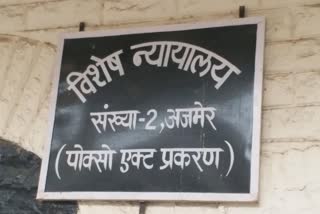 विशेष न्यायालय
संख्या-2, अजमेर
(पोक्सो एक्ट प्रकरण)